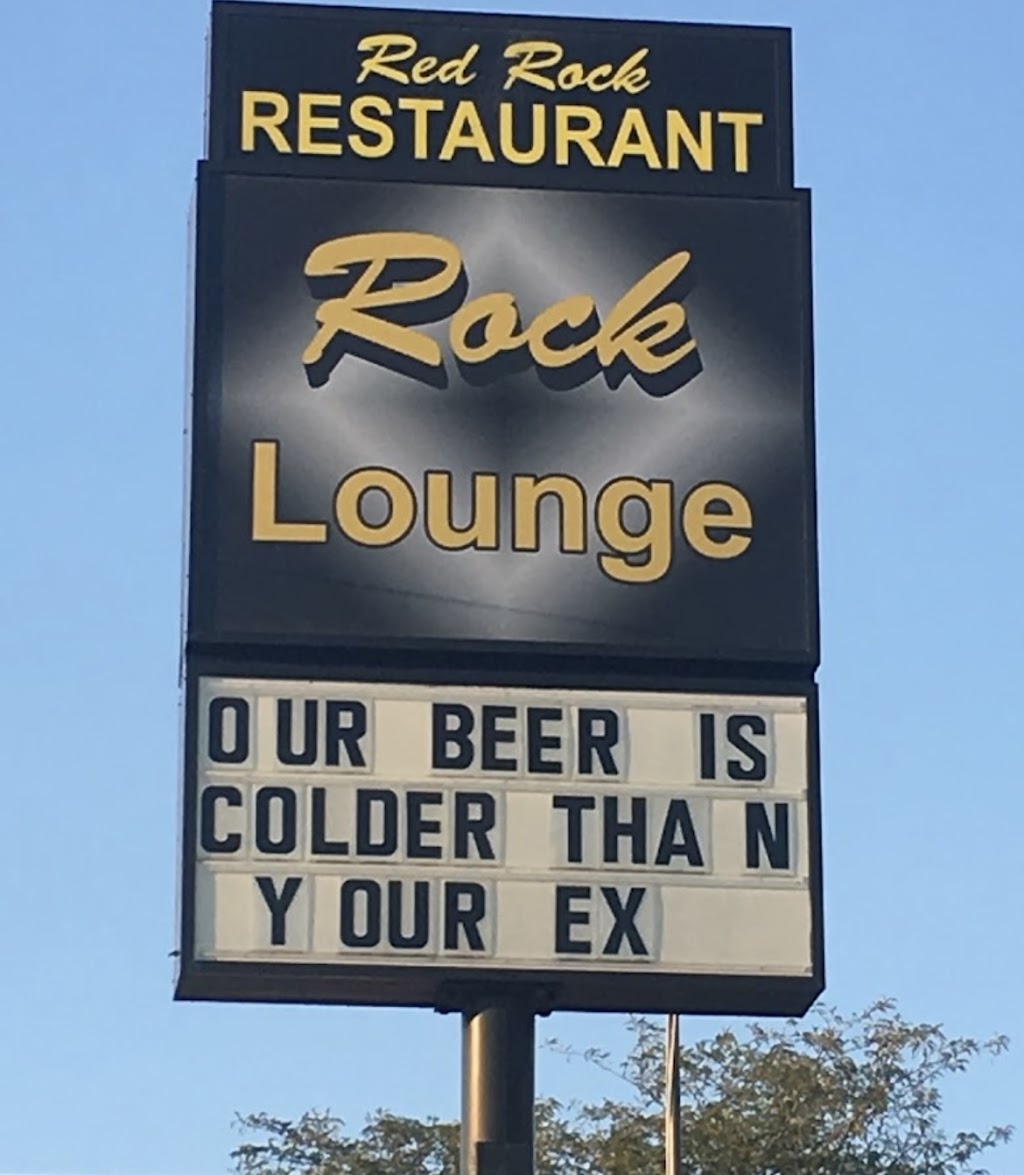 Red Rock
RESTAURANT
Rock
Lounge
OUR BEER IS
COLDER THAN
YOUR EX